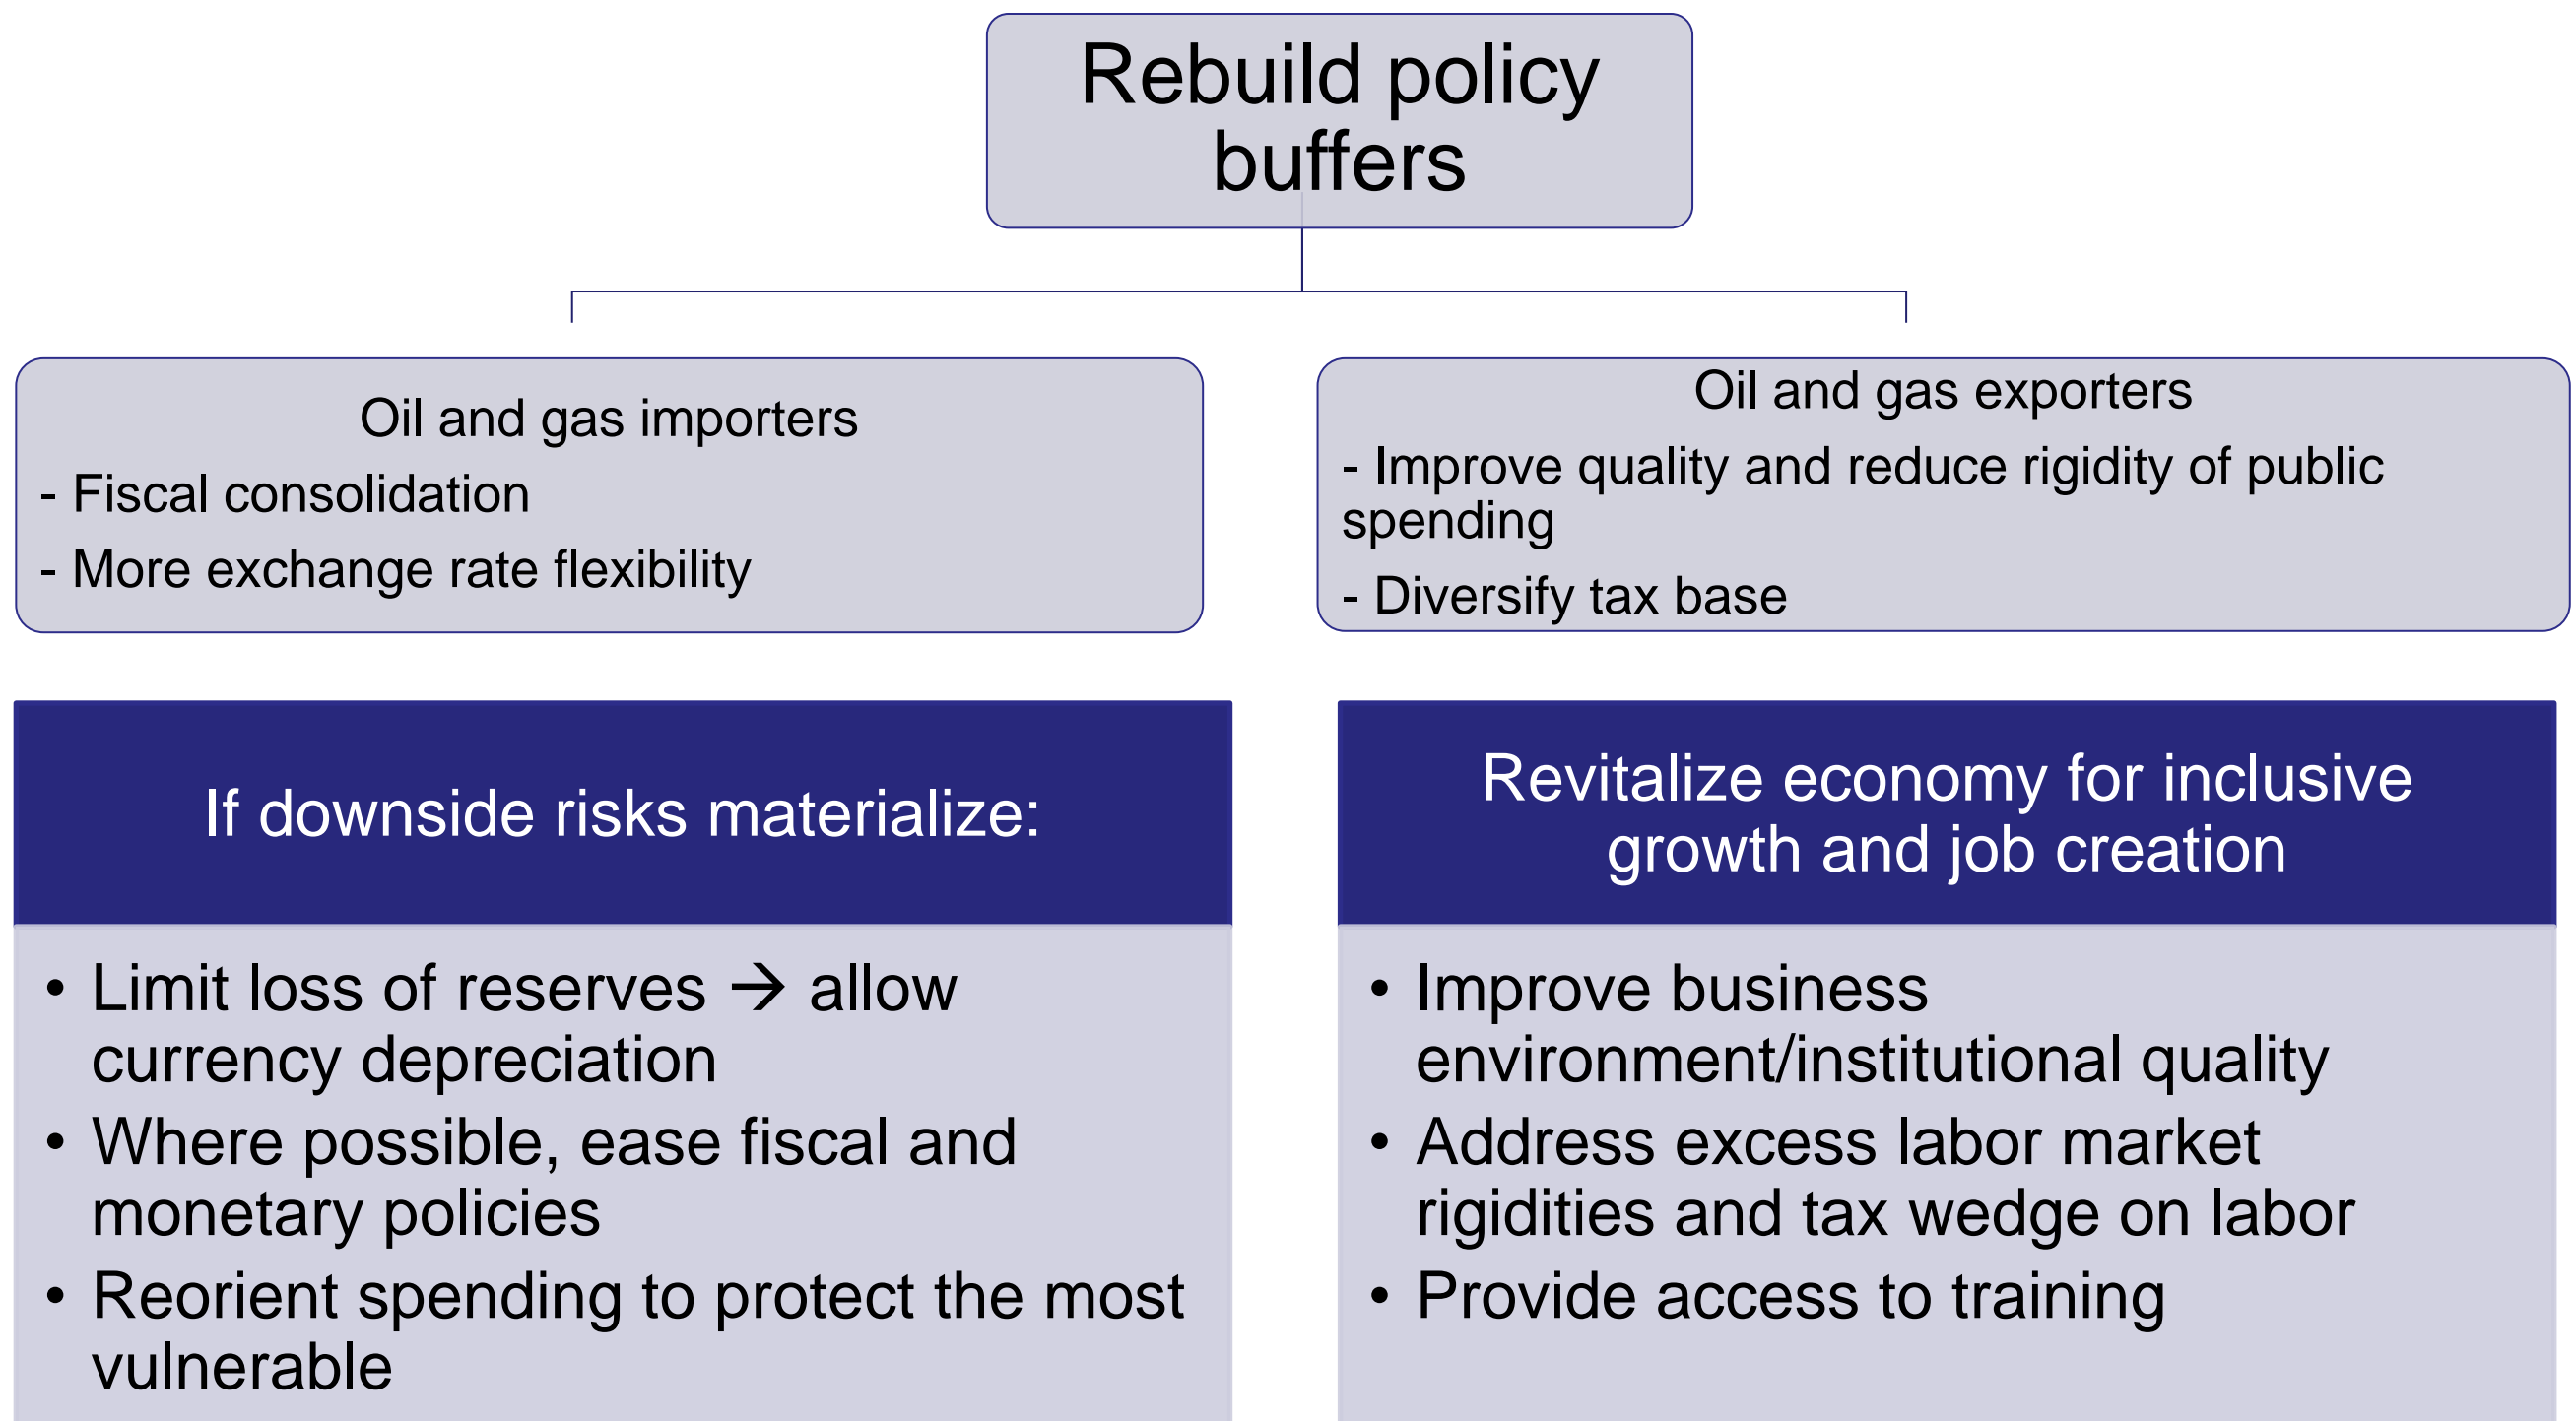 Rebuild policy
buffers
Oil and gas importers
- Fiscal consolidation
- More exchange rate flexibility
Oil and gas exporters
- Improve quality and reduce rigidity of public
spending
- Diversify tax base
If downside risks materialize:
• Limit loss of reserves → allow
currency depreciation
• Where possible, ease fiscal and
monetary policies
• Reorient spending to protect the most
vulnerable
Revitalize economy for inclusive
growth and job creation
• Improve business
environment/institutional quality
• Address excess labor market
rigidities and tax wedge on labor
• Provide access to training